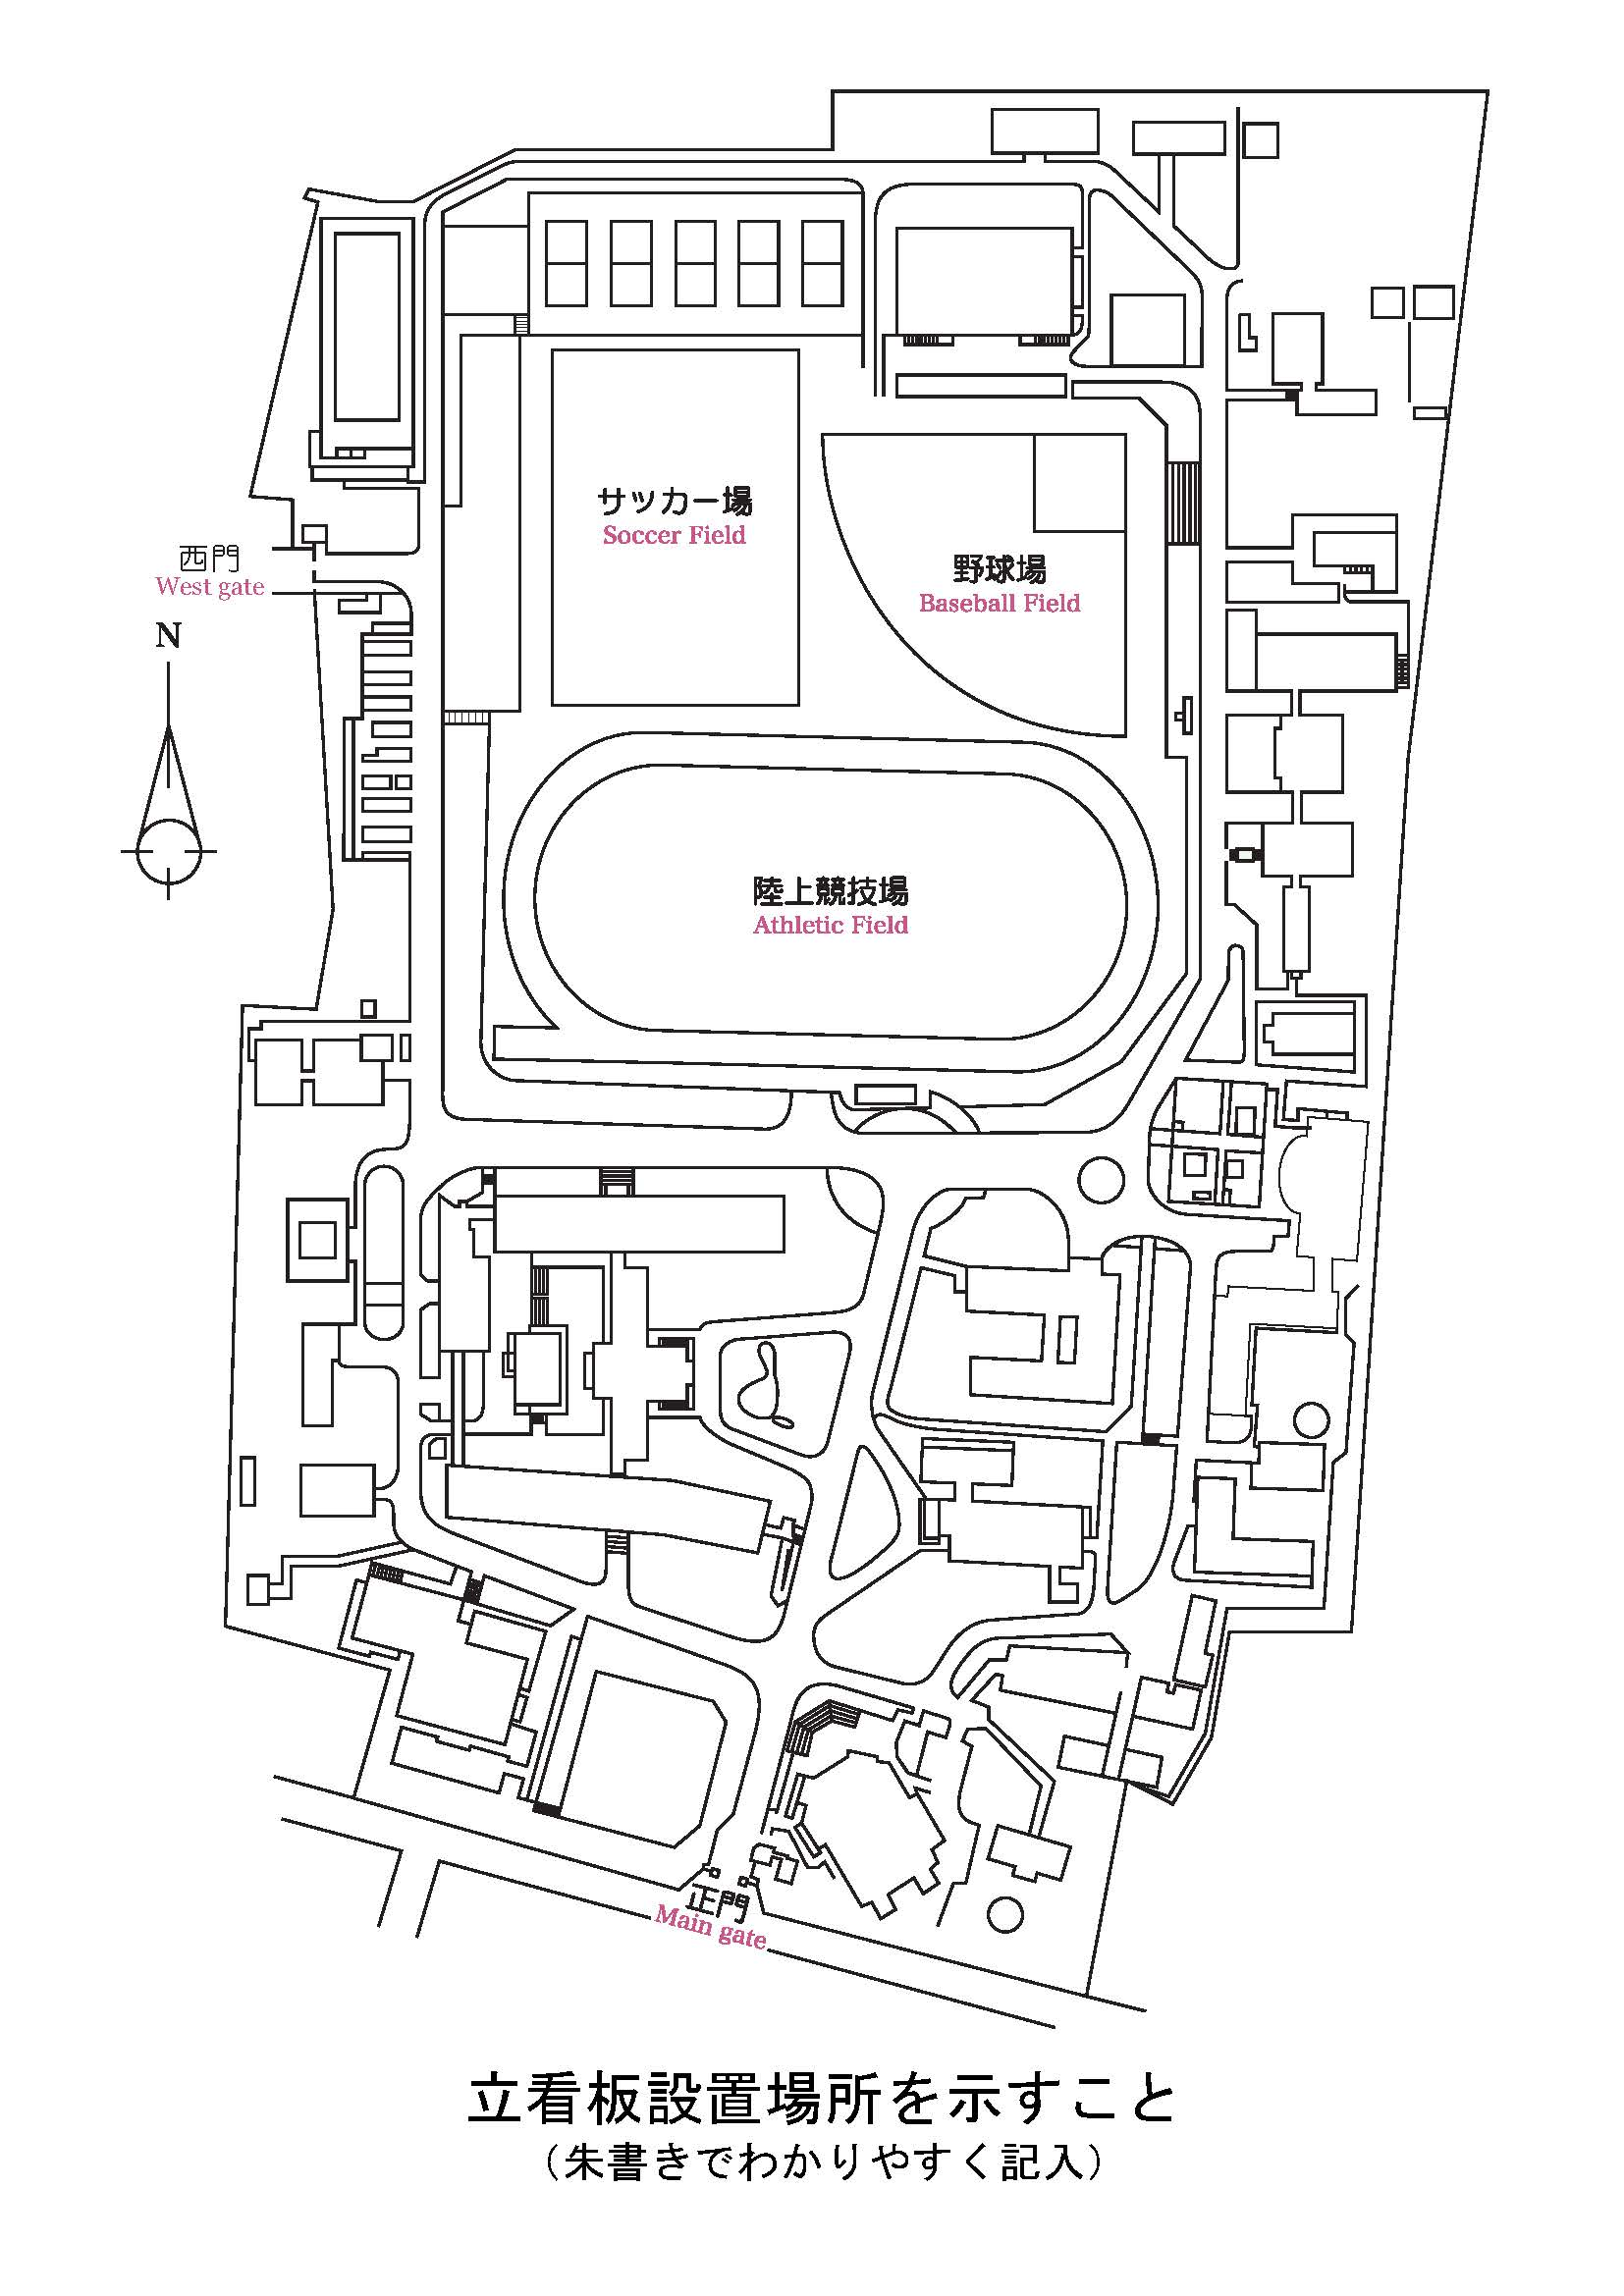 サッカー場
Soccer Field
野球場
Baseball Field
西門
West gate
N
陸上競技場
Athletic Field
正門
Main gate
立看板設置場所を示すこと
（朱書きでわかりやすく記入）